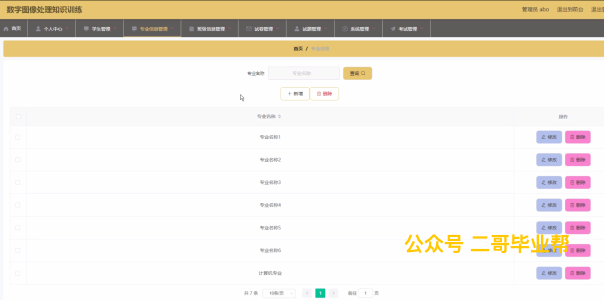 数字图像处理知识训练
管理员 abo 退出到前台 退出
首页 个人中心 学生管理 专业信息管理 班级信息管理 试卷管理 试题管理 系统管理 考试管理
首页 / 专业名称
专业名称 专业名称 查询
+ 新增 删除
专业名称 操作
专业名称1 修改 删除
专业名称2 修改 删除
专业名称3 修改 删除
专业名称4 修改 删除
专业名称5 修改 删除
专业名称6 删除
计算机专业 修改 删除
公众号 二哥毕业帮
共 7 条 10条/页 1 前往 1 页